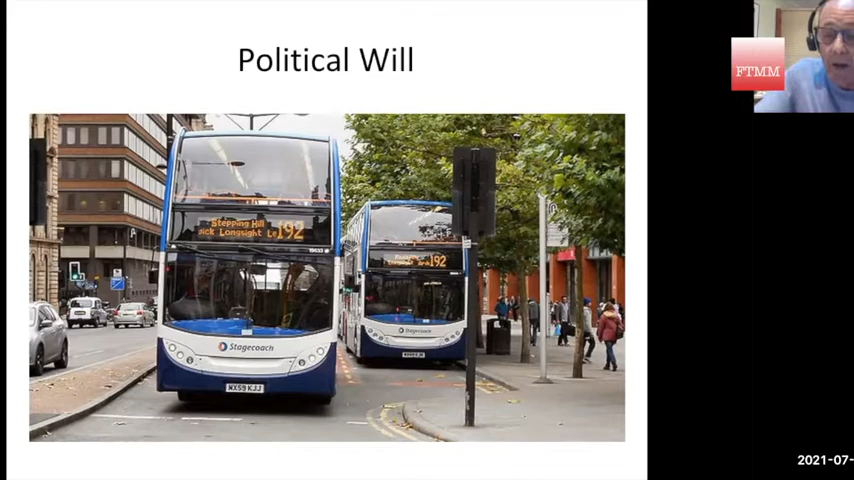 Political Will
FTMM
Stepping Hill
192
Stagecoach
MX59 KJJ
192
Stagecoach
2021-07-